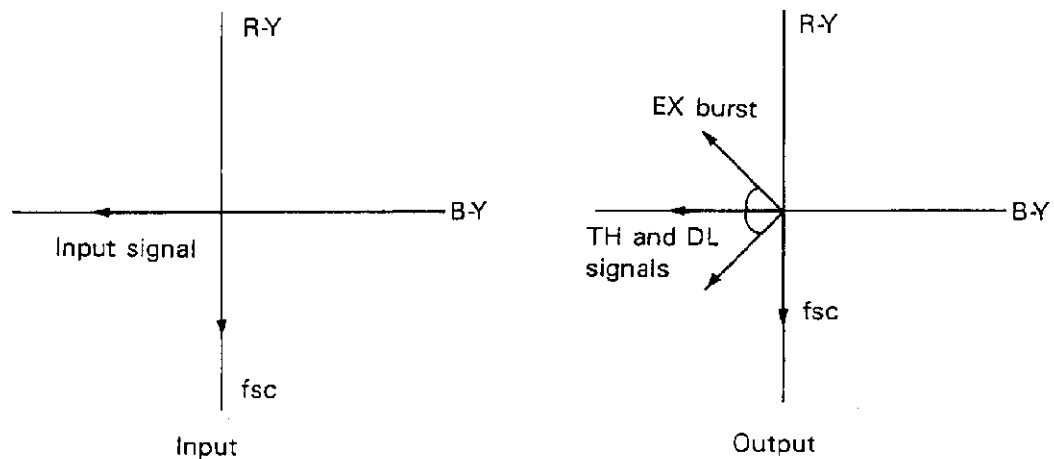 R-Y
B-Y
Input signal
fsc
Input
R-Y
EX burst
B-Y
TH and DL
signals
fsc
Output